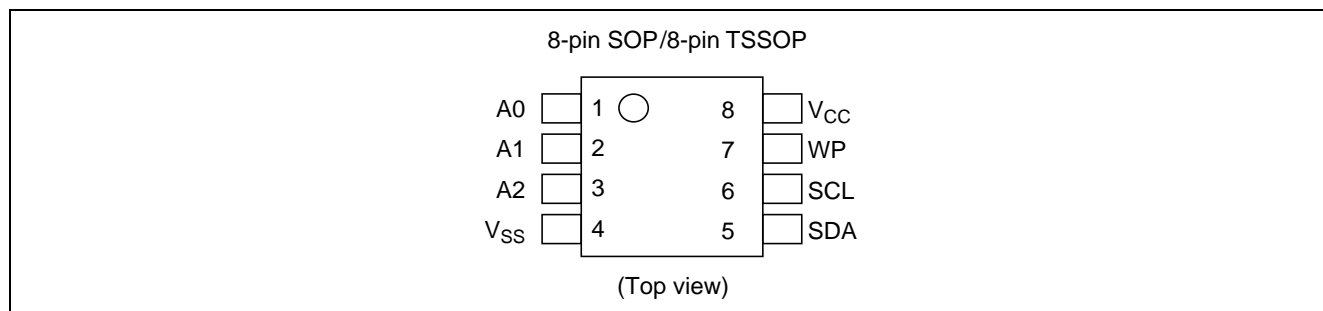 8-pin SOP/8-pin TSSOP
A0 1 8 VCC
A1 2 7 WP
A2 3 6 SCL
VSS 4 5 SDA
(Top view)